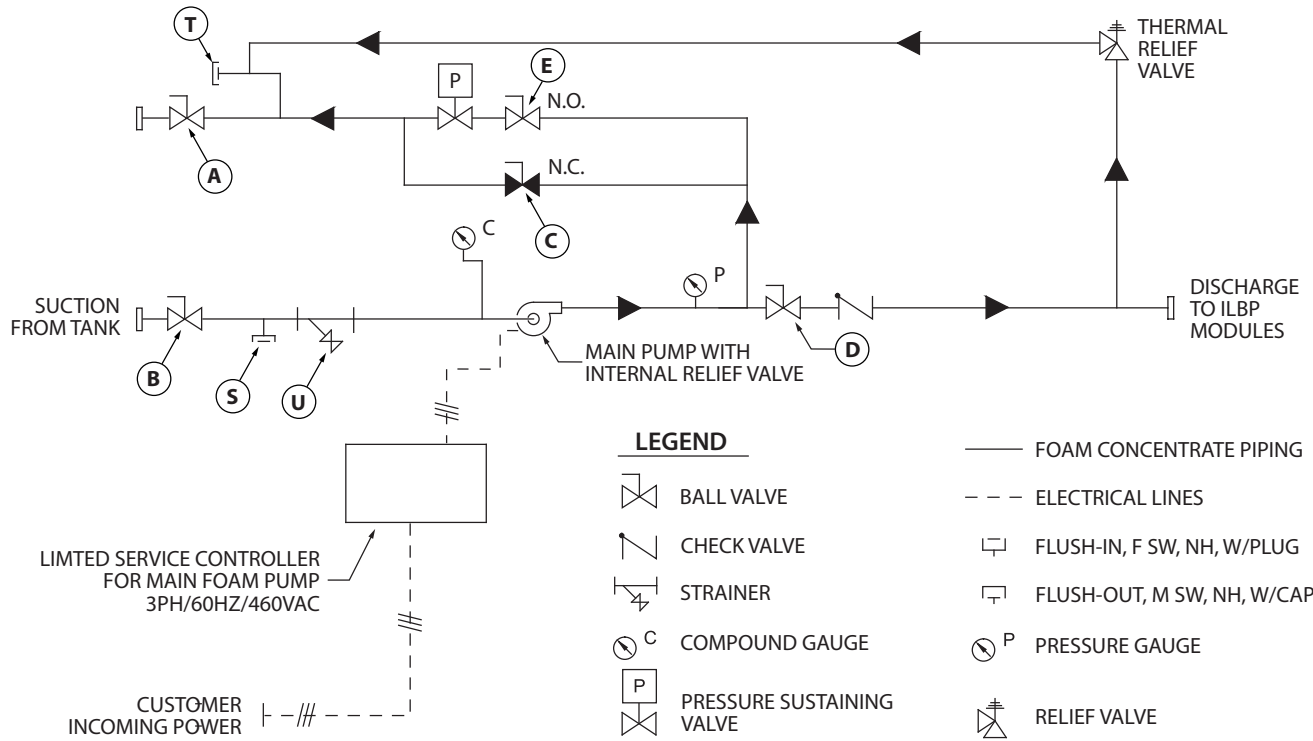 T
THERMAL
RELIEF
VALVE
P
E
N.O.
A
N.C.
C
C
P
SUCTION
FROM TANK
DISCHARGE
TO ILBP
MODULES
B
S
U
MAIN PUMP WITH
INTERNAL RELIEF VALVE
D
LIMTED SERVICE CONTROLLER
FOR MAIN FOAM PUMP
3PH/60HZ/460VAC
CUSTOMER
INCOMING POWER
LEGEND
BALL VALVE
CHECK VALVE
STRAINER
C
COMPOUND GAUGE
P
PRESSURE SUSTAINING
VALVE
FOAM CONCENTRATE PIPING
ELECTRICAL LINES
FLUSH-IN, F SW, NH, W/PLUG
FLUSH-OUT, M SW, NH, W/CAP
P
PRESSURE GAUGE
RELIEF VALVE